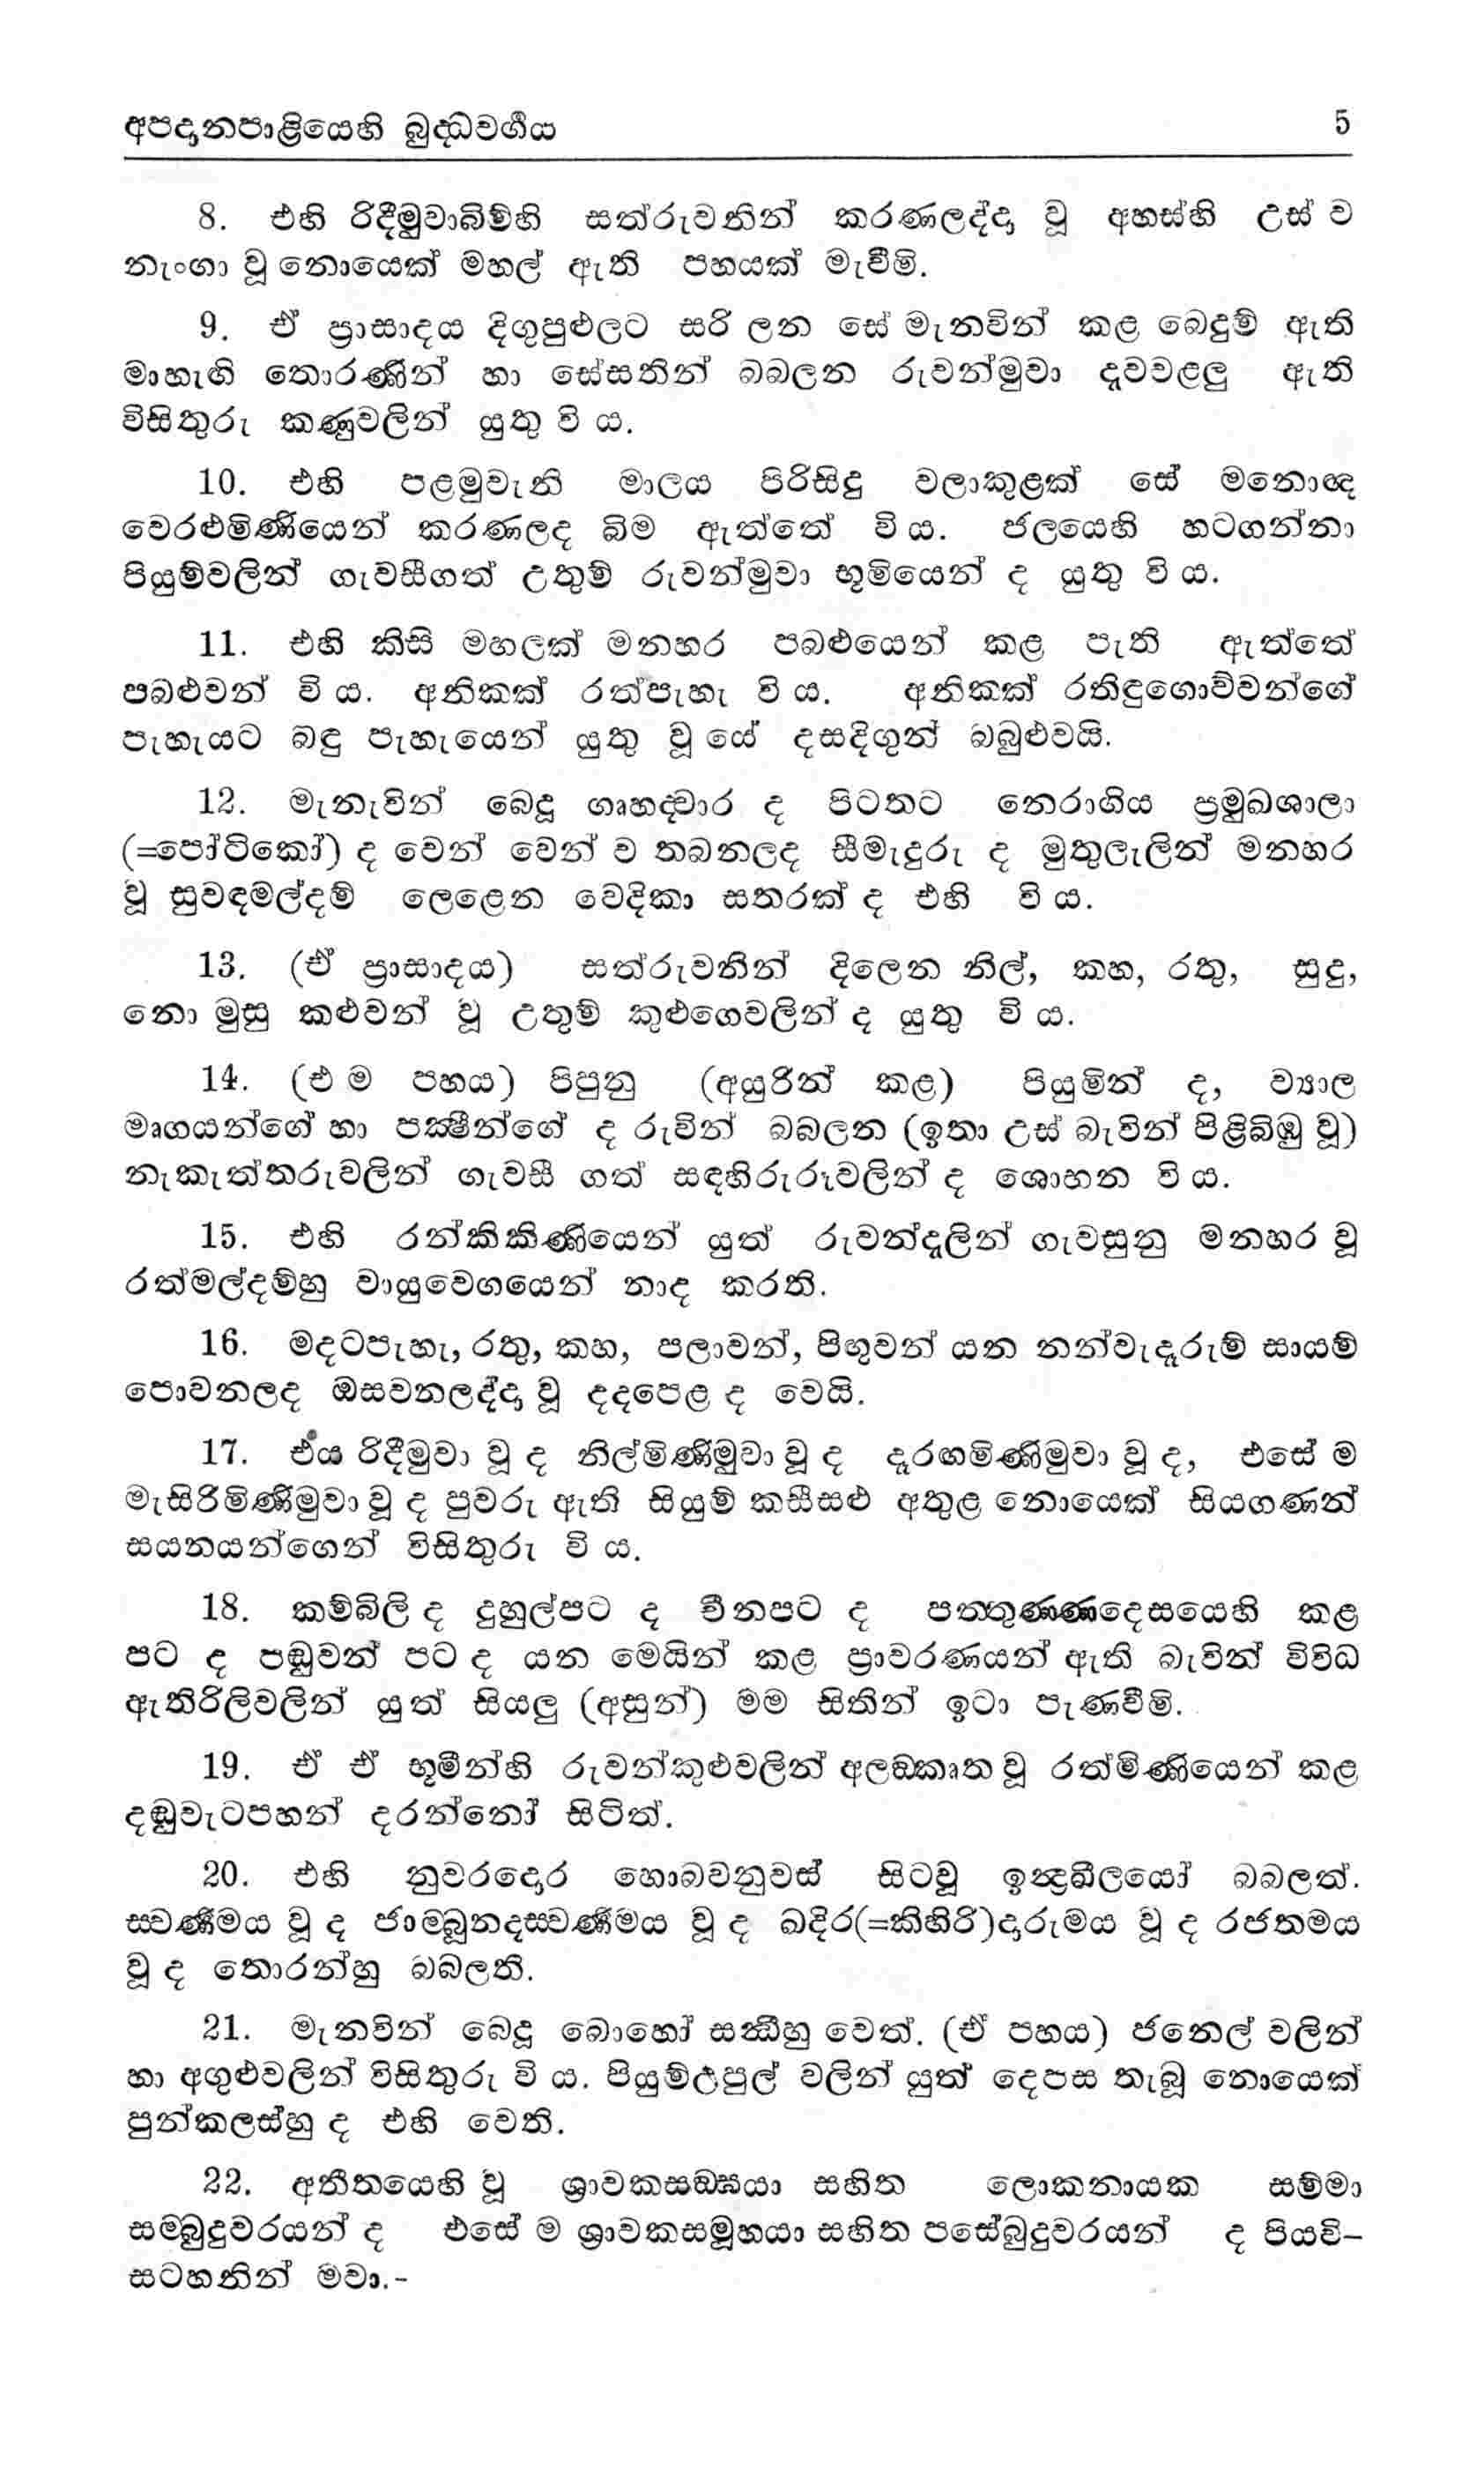 අපදානපාළියෙහි බුද්ධවර්ගය 5
8. එහි රිදීමුවාබිම්හි සත්රුවනින් කරණලද්දා වූ අහස්හි උස් ව
නැංගා වූ නොයෙක් මහල් ඇති පහයක් මැවීමි.
9. ඒ ප්‍රාසාදය දිගුපුළුලට සරි ලන සේ මැනවින් කළ බෙදුම් ඇති
මාහැඟි තොරණින් හා සේසතින් බබලන රුවන්මුවා දෑවවළලු ඇති
විසිතුරු කණුවලින් යුතු වි ය.
10. එහි පළමුවැනි මාලය පිරිසිදු වලාකුළක් සේ මනොඥ
වෙරළුමිණියෙන් කරණලද බිම ඇත්තේ වි ය. ජලයෙහි හටගන්නා
පියුම්වලින් ගැවසීගත් උතුම් රුවන්මුවා භූමියෙන් ද යුතු වි ය.
11. එහි කිසි මහලක් මනහර පබළුයෙන් කළ පැති ඇත්තේ
පබළුවන් වි ය. අනිකක් රත්පැහැ වි ය. අනිකක් රතිඳුගොව්වන්ගේ
පැහැයට බඳු පැහැයෙන් යුතු වූ යේ දසදිගුන් බබුළුවයි.
12. මැනැවින් බෙදූ ගෘහද්වාර ද පිටතට නෙරාගිය ප්‍රමුඛශාලා
(=පෝටිකෝ) ද වෙන් වෙන් ව තබනලද සීමැදුරු ද මුතුලැලින් මනහර
වූ සුවඳමල්දම් ලෙළෙන වෙදිකා සතරක් ද එහි වි ය.
13. (ඒ ප්‍රාසාදය) සත්රුවනින් දිලෙන නිල්, කහ, රතු, සුදු,
නො මුසු කළුවන් වූ උතුම් කුළුගෙවලින් ද යුතු වි ය.
14. (එ ම පහය) පිපුනු (අයුරින් කළ) පියුමින් ද, ව්‍යාල
මෘගයන්ගේ හා පක්‍ෂීන්ගේ ද රුවින් බබලන (ඉතා උස් බැවින් පිළිබිඹු වූ)
නැකැත්තරුවලින් ගැවසී ගත් සඳහිරුරූවලින් ද ශොභන වි ය.
15. එහි රන්කිකිණියෙන් යුත් රුවන්දැලින් ගැවසුනු මනහර වූ
රත්මල්දම්හු වායුවෙගයෙන් නාද කරති.
16. මදටපැහැ, රතු, කහ, පලාවන්, පිඟුවන් යන නන්වැදෑරුම් සායම්
පොවනලද ඔසවනලද්දා වූ දදපෙළ ද වෙයි.
17. එය රිදීමුවා වූ ද නිල්මිණිමුවා වූ ද දූරඟමිණිමුවා වූ ද, එසේ ම
මැසිරිමිණිමුවා වූ ද පුවරු ඇති සියුම් කසීසළු අතුළ නොයෙක් සියගණන්
සයනයන්ගෙන් විසිතුරු වි ය.
18. කම්බිලි ද දුහුල්පට ද චීනපට ද පත්තුණ්ණදෙසයෙහි කළ
පට ද පඬුවන් පට ද යන මෙයින් කළ ප්‍රාවරණයන් ඇති බැවින් විවිධ
ඇතිරිලිවලින් යුත් සියලු (අසුන්) මම සිතින් ඉටා පැණවීමි.
19. ඒ ඒ භූමීන්හි රුවන්කුළුවලින් අලඞ්කෘත වූ රත්මිණියෙන් කළ
දඬුවැටපහන් දරන්නෝ සිටිත්.
20. එහි නුවරදොර හොබවනුවස් සිටවූ ඉන්‍ද්‍රඛීලයෝ බබලත්.
ස්වර්ණමය වූ ද ජාම්බූනදස්වර්ණමය වූ ද ඛදිර(=කිහිරි)දාරුමය වූ ද රජතමය
වූ ද තොරන්හු බබලති.
21. මැනවින් බෙදූ බොහෝ සන්‍ධීහු වෙත්. (ඒ පහය) ජනෙල් වලින්
හා අගුළුවලින් විසිතුරු වි ය. පියුම්උපුල් වලින් යුත් දෙපස තැබූ නොයෙක්
පුන්කලස්හු ද එහි වෙති.
22. අතීතයෙහි වූ ශ්‍රාවකසඞ්ඝයා සහිත ලොකනායක සම්මා
සම්බුදුවරයන් ද එසේ ම ශ්‍රාවකසමූහයා සහිත පසේබුදුවරයන් ද පියවි-
සටහනින් මවා.-